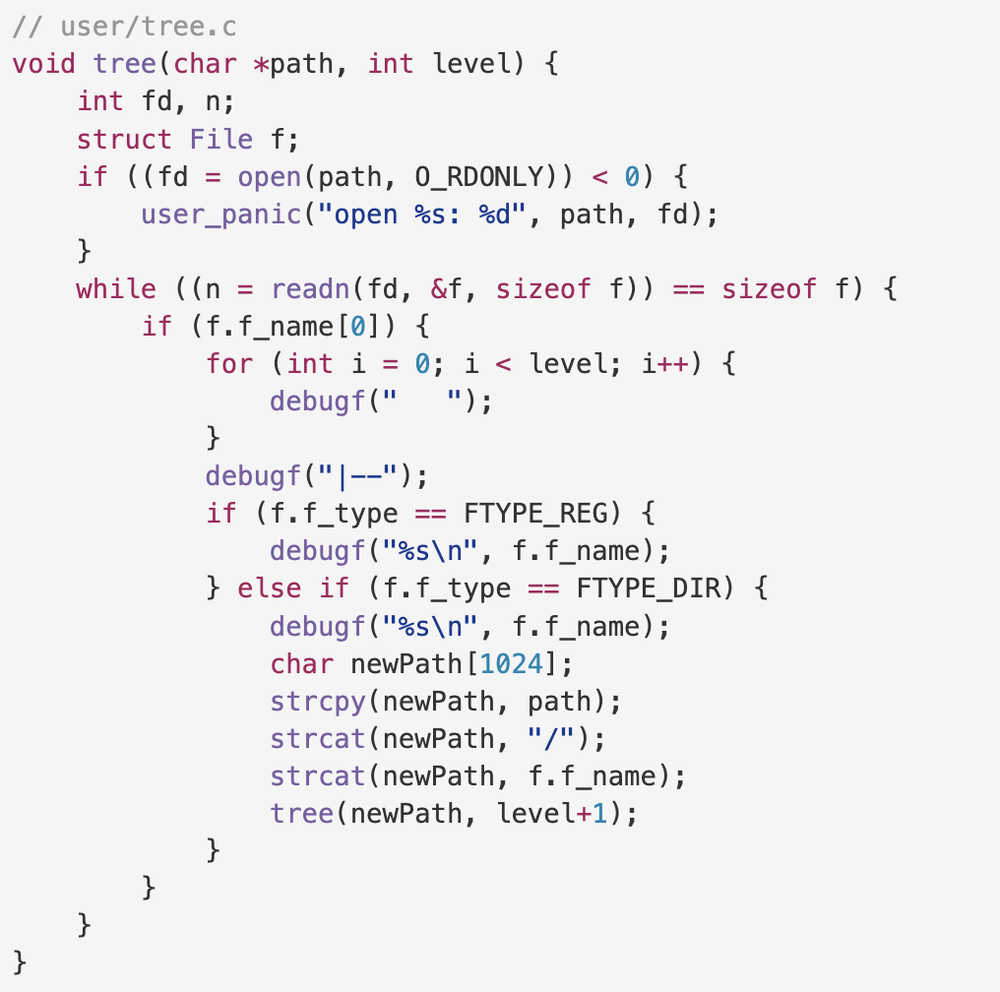 // user/tree.c
void tree(char *path, int level) {
    int fd, n;
    struct File f;
    if ((fd = open(path, O_RDONLY)) < 0) {
        user_panic("open %s: %d", path, fd);
    }
    while ((n = readn(fd, &f, sizeof f)) == sizeof f) {
        if (f.f_name[0]) {
            for (int i = 0; i < level; i++) {
                debugf("   ");
            }
            debugf("|--");
            if (f.f_type == FTYPE_REG) {
                debugf("%s\n", f.f_name);
            } else if (f.f_type == FTYPE_DIR) {
                debugf("%s\n", f.f_name);
                char newPath[1024];
                strcpy(newPath, path);
                strcat(newPath, "/");
                strcat(newPath, f.f_name);
                tree(newPath, level+1);
            }
        }
    }
}